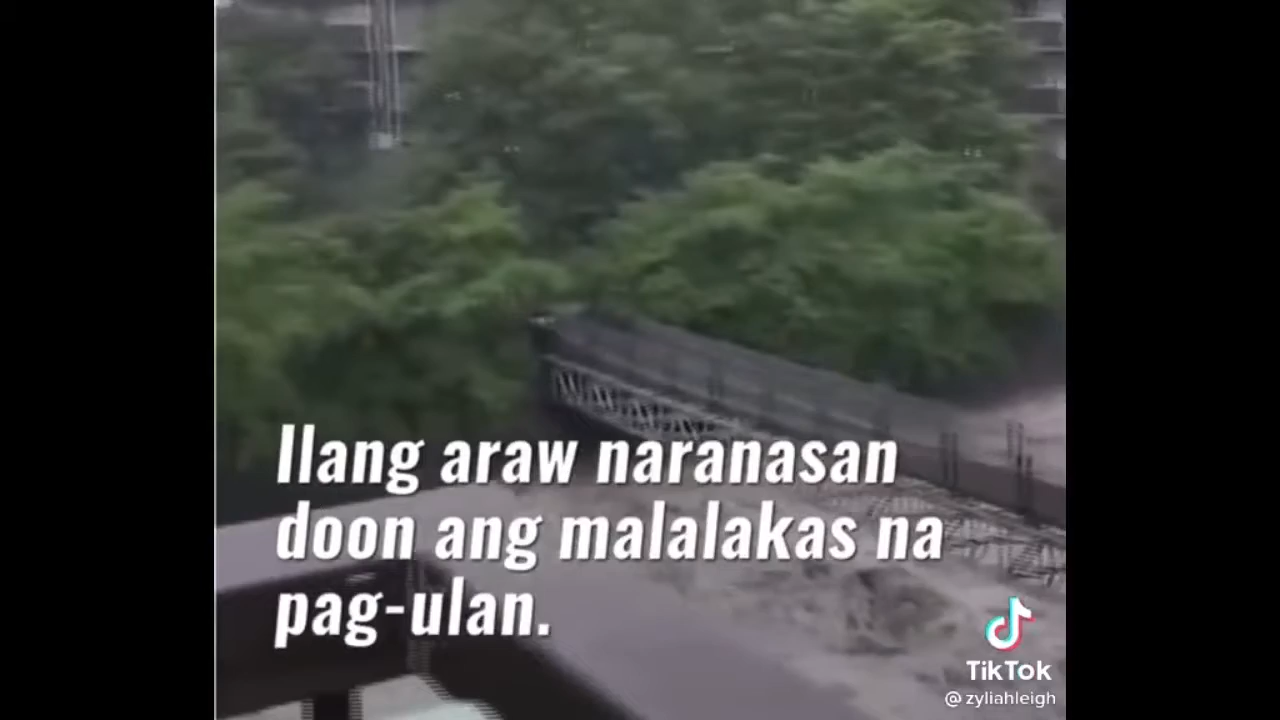 Ilang araw naranasan
doon ang malalakas na
pag-ulan.
TikTok
@zyliahleigh